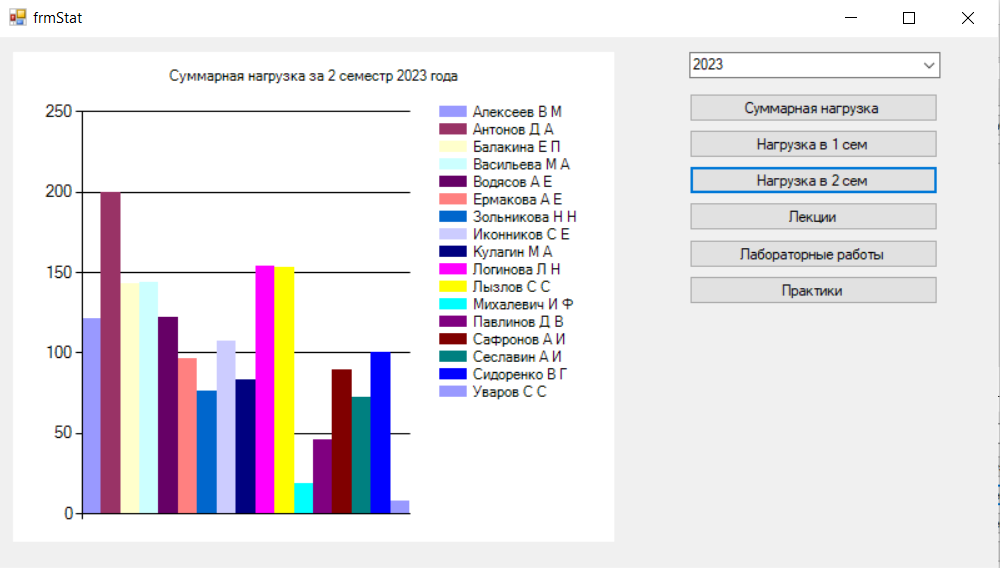 frmStat
Суммарная нагрузка за 2 семестр 2023 года
250
200
150
100
50
0
Алексеев В М
Антонов Д А
Балакина Е П
Васильева М А
Водясов А Е
Ермакова А Е
Зольникова Н Н
Иконников С Е
Кулагин М А
Логинова Л Н
Лызлов С С
Михалевич И Ф
Павлинов Д В
Сафронов А И
Сеславин А И
Сидоренко В Г
Уваров С С
2023
Суммарная нагрузка
Нагрузка в 1 сем
Нагрузка в 2 сем
Лекции
Лабораторные работы
Практики